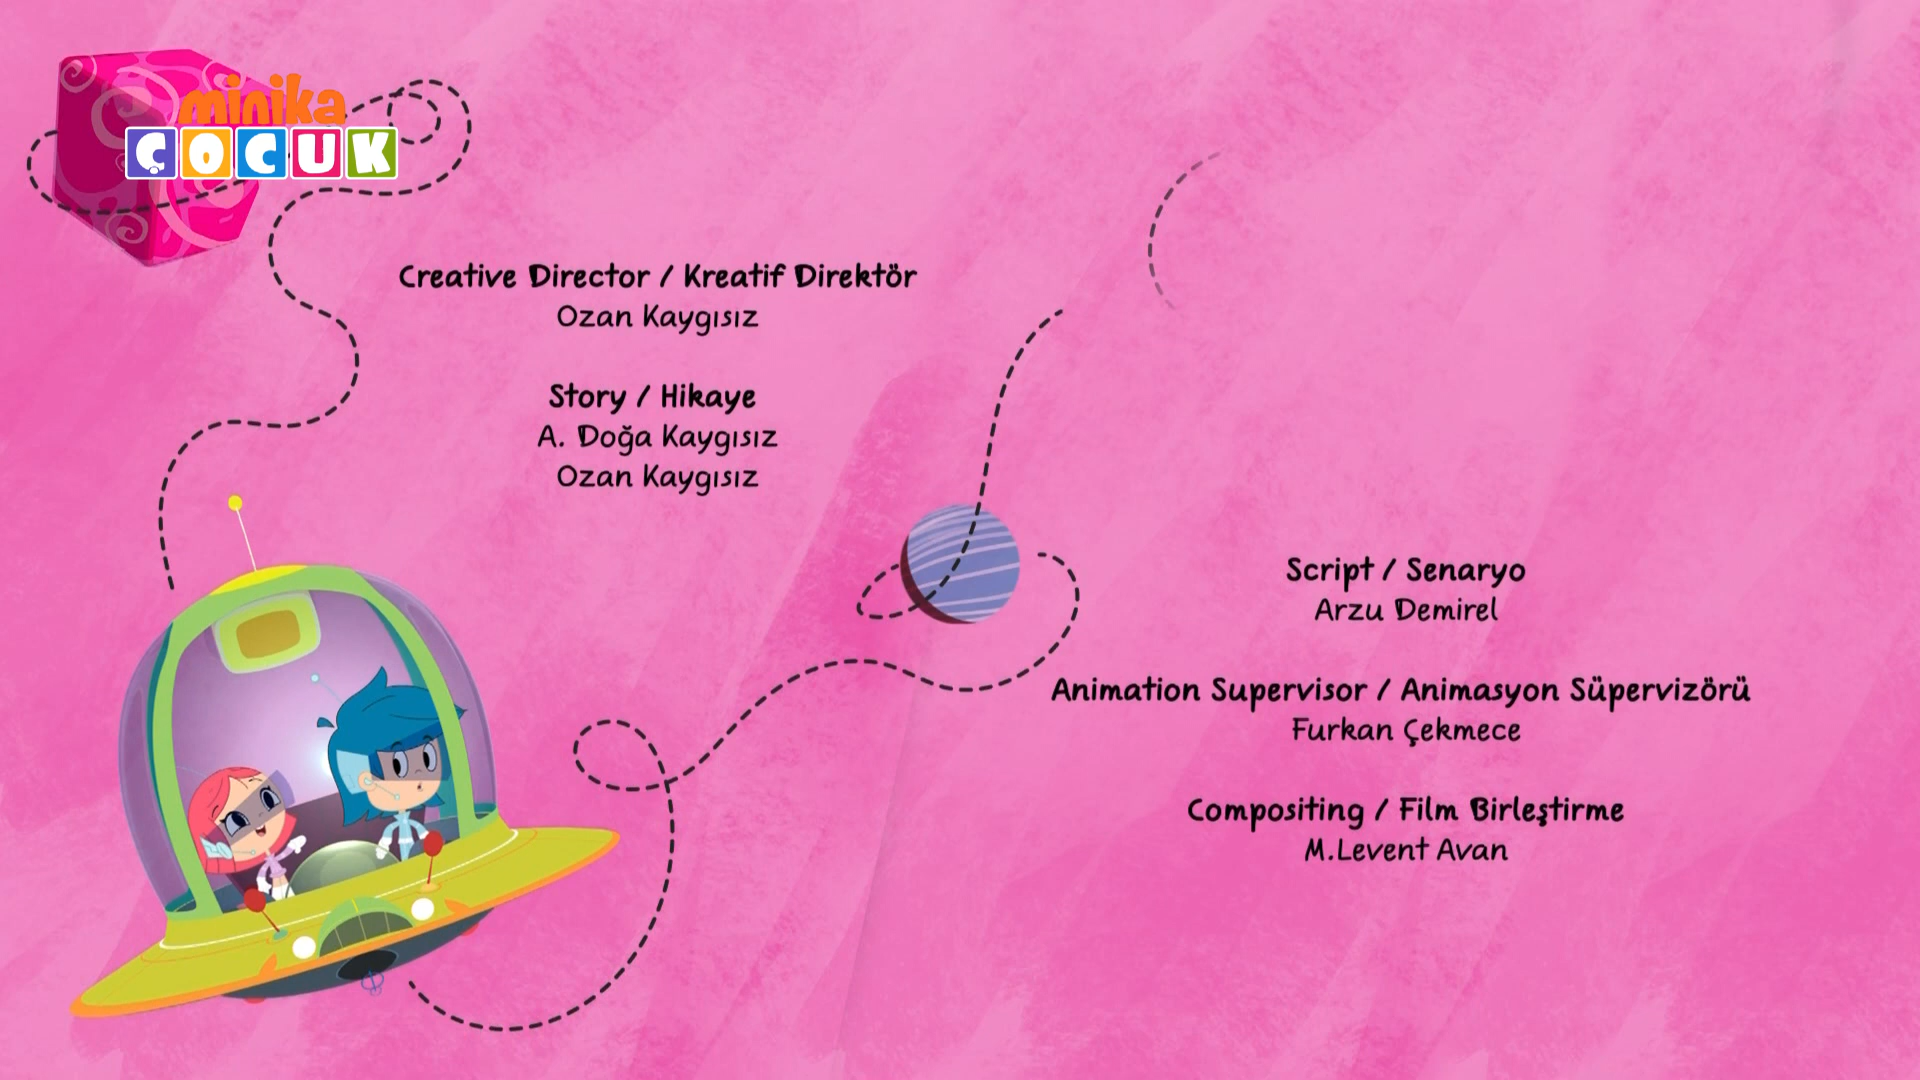 minika
ÇOCUK
Creative Director / Kreatif Direktör
Ozan Kaygısız
Story / Hikaye
A. Doğa Kaygısız
Ozan Kaygısız
Script / Senaryo
Arzu Demirel
Animation Supervisor / Animasyon Süpervizörü
Furkan Çekmece
Compositing / Film Birleştirme
M.Levent Avan